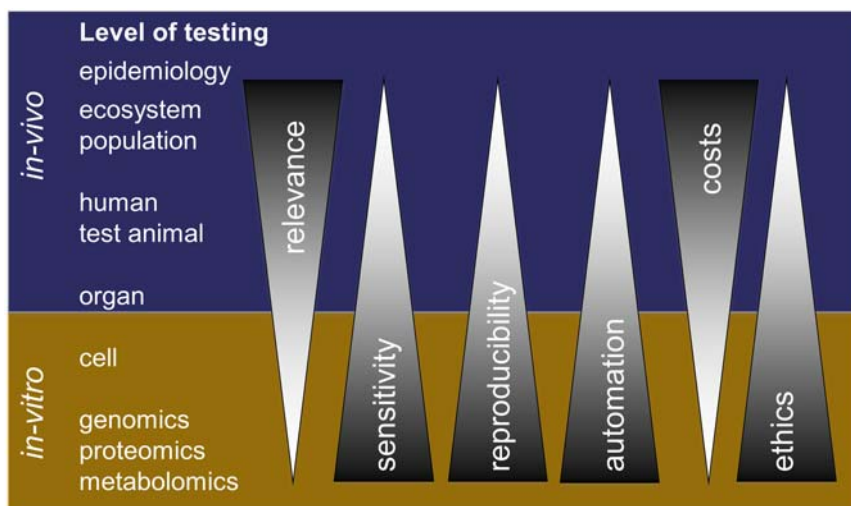 Level of testing
in-vivo
epidemiology
ecosystem
population
human
test animal
organ
in-vitro
cell
genomics
proteomics
metabolomics
relevance
sensitivity
reproducibility
automation
costs
ethics